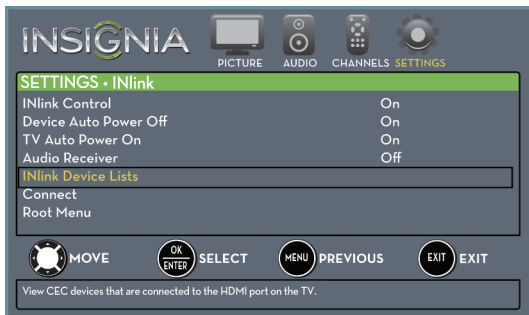 INSIGNIA
PICTURE AUDIO CHANNELS SETTINGS
SETTINGS • INlink
INlink Control On
Device Auto Power Off On
TV Auto Power On On
Audio Receiver Off
INlink Device Lists
Connect
Root Menu
MOVE OK ENTER SELECT MENU PREVIOUS EXIT EXIT
View CEC devices that are connected to the HDMI port on the TV.